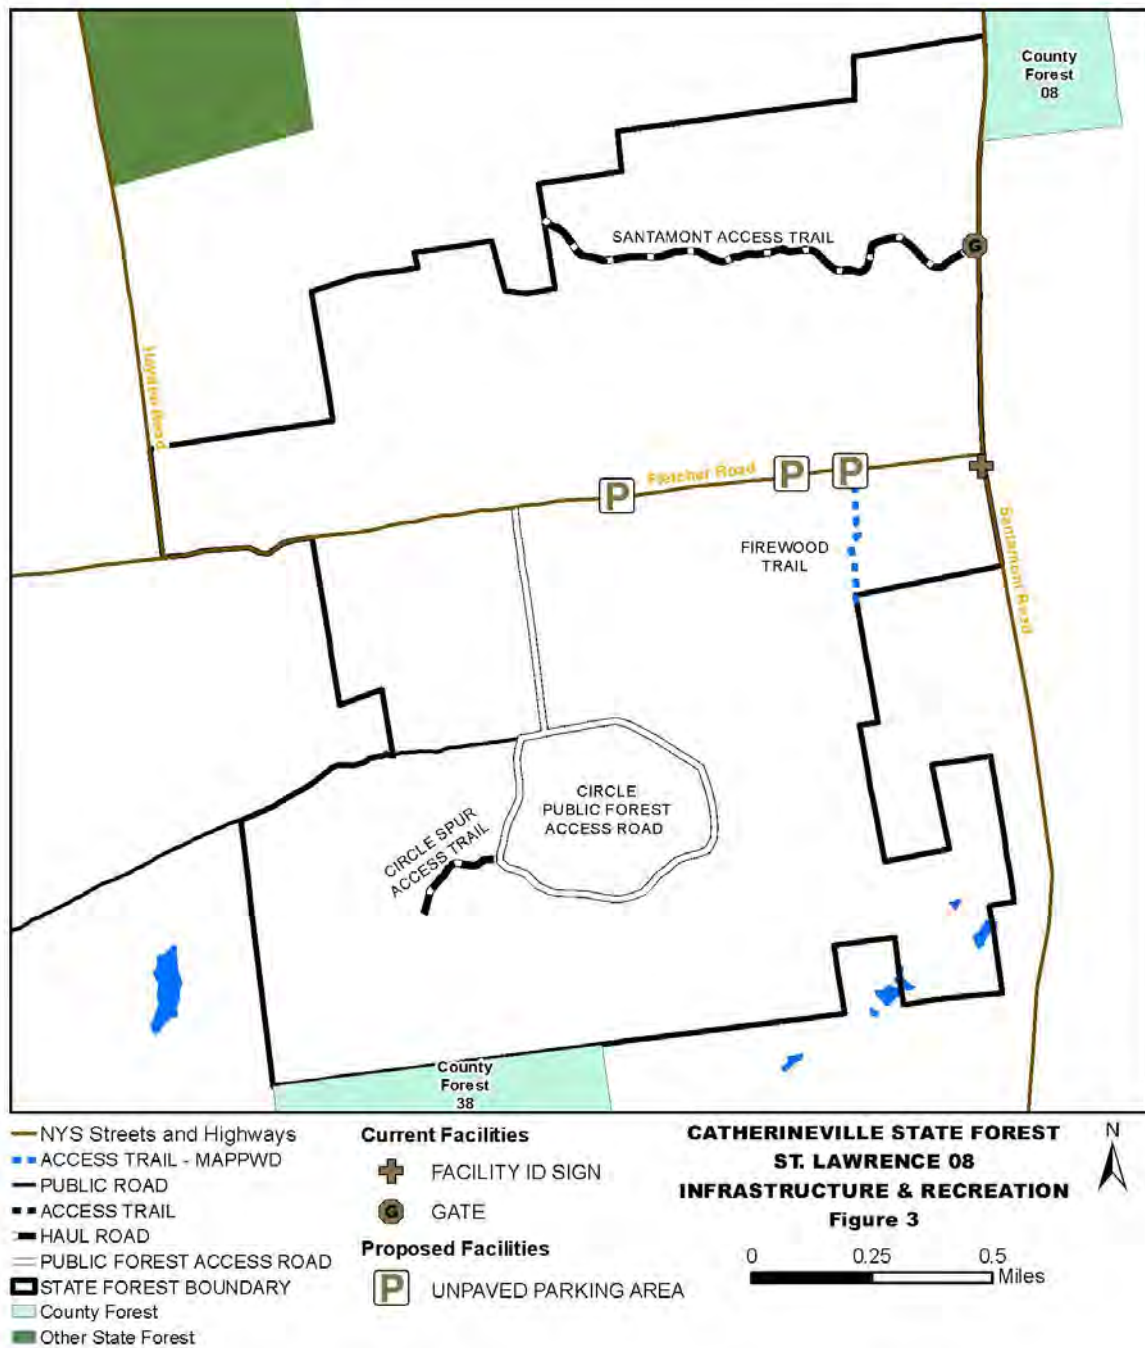 County
Forest
08
SANTAMONT ACCESS TRAIL
G
Road
Fletcher Road
P
P
P
FIREWOOD
TRAIL
Santamont Road
CIRCLE
PUBLIC FOREST
ACCESS ROAD
CIRCLE SPUR
ACCESS TRAIL
County
Forest
38
NYS Streets and Highways
ACCESS TRAIL - MAPPWD
PUBLIC ROAD
ACCESS TRAIL
HAUL ROAD
PUBLIC FOREST ACCESS ROAD
STATE FOREST BOUNDARY
County Forest
Other State Forest
Current Facilities
FACILITY ID SIGN
G GATE
Proposed Facilities
P UNPAVED PARKING AREA
CATHERINEVILLE STATE FOREST
ST. LAWRENCE 08
INFRASTRUCTURE & RECREATION
Figure 3
N
0 0.25 0.5
Miles